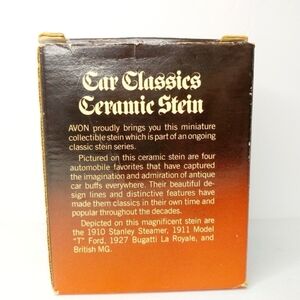 Car Classics
Ceramic Stein
AVON proudly brings you this miniature
collectible stein which is part of an ongoing
classic stein series.
Pictured on this ceramic stein are four
automobile favorites that have captured
the imagination and admiration of antique
car buffs everywhere. Their beautiful de-
sign lines and distinctive features have
made them classics in their own time and
popular throughout the decades.
Depicted on this magnificent stein are
the 1910 Stanley Steamer, 1911 Model
"T" Ford, 1927 Bugatti La Royale, and
British MG.